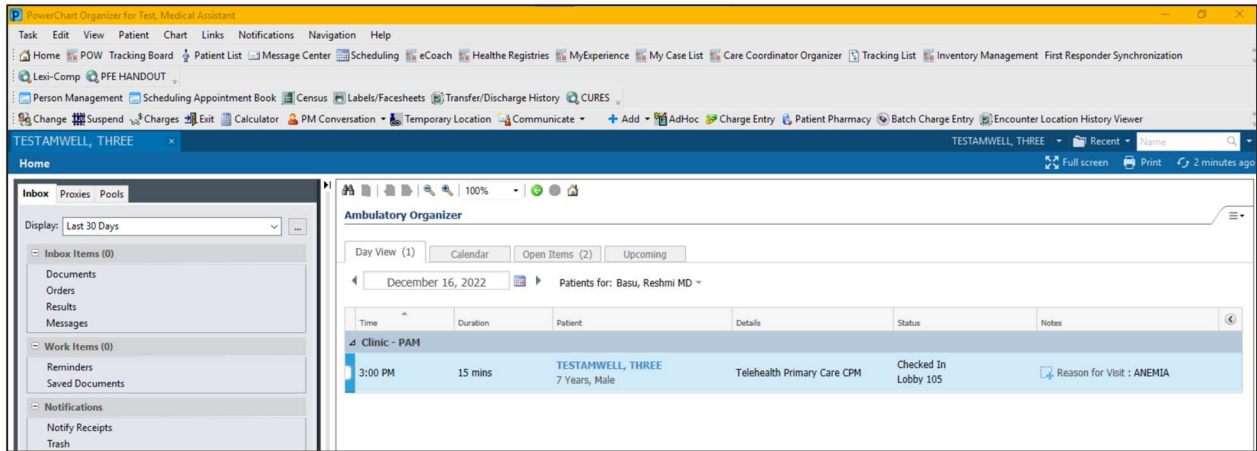 PowerChart Organizer for Test, Medical Assistant
Task Edit View Patient Chart Links Notifications Navigation Help
Home POW Tracking Board Patient List Message Center Scheduling eCoach Healthe Registries MyExperience My Case List Care Coordinator Organizer Tracking List Inventory Management First Responder Synchronization
Lexi-Comp PFE HANDOUT
Person Management Scheduling Appointment Book Census Labels/Facesheets Transfer/Discharge History CURES
Change Suspend Charges Exit Calculator PM Conversation Temporary Location Communicate Add AdHoc Charge Entry Patient Pharmacy Batch Charge Entry Encounter Location History Viewer
TESTAMWELL, THREE × TESTAMWELL, THREE Recent Name
Home Full screen Print 2 minutes ago
Inbox Proxies Pools
Display: Last 30 Days ...
Inbox Items (0)
Documents
Orders
Results
Messages
Work Items (0)
Reminders
Saved Documents
Notifications
Notify Receipts
Trash
100%
Ambulatory Organizer
Day View (1) Calendar Open Items (2) Upcoming
December 16, 2022 Patients for: Basu, Reshmi MD
Time Duration Patient Details Status Notes
Clinic - PAM
3:00 PM 15 mins TESTAMWELL, THREE Telehealth Primary Care CPM Checked In Reason for Visit : ANEMIA
7 Years, Male Lobby 105